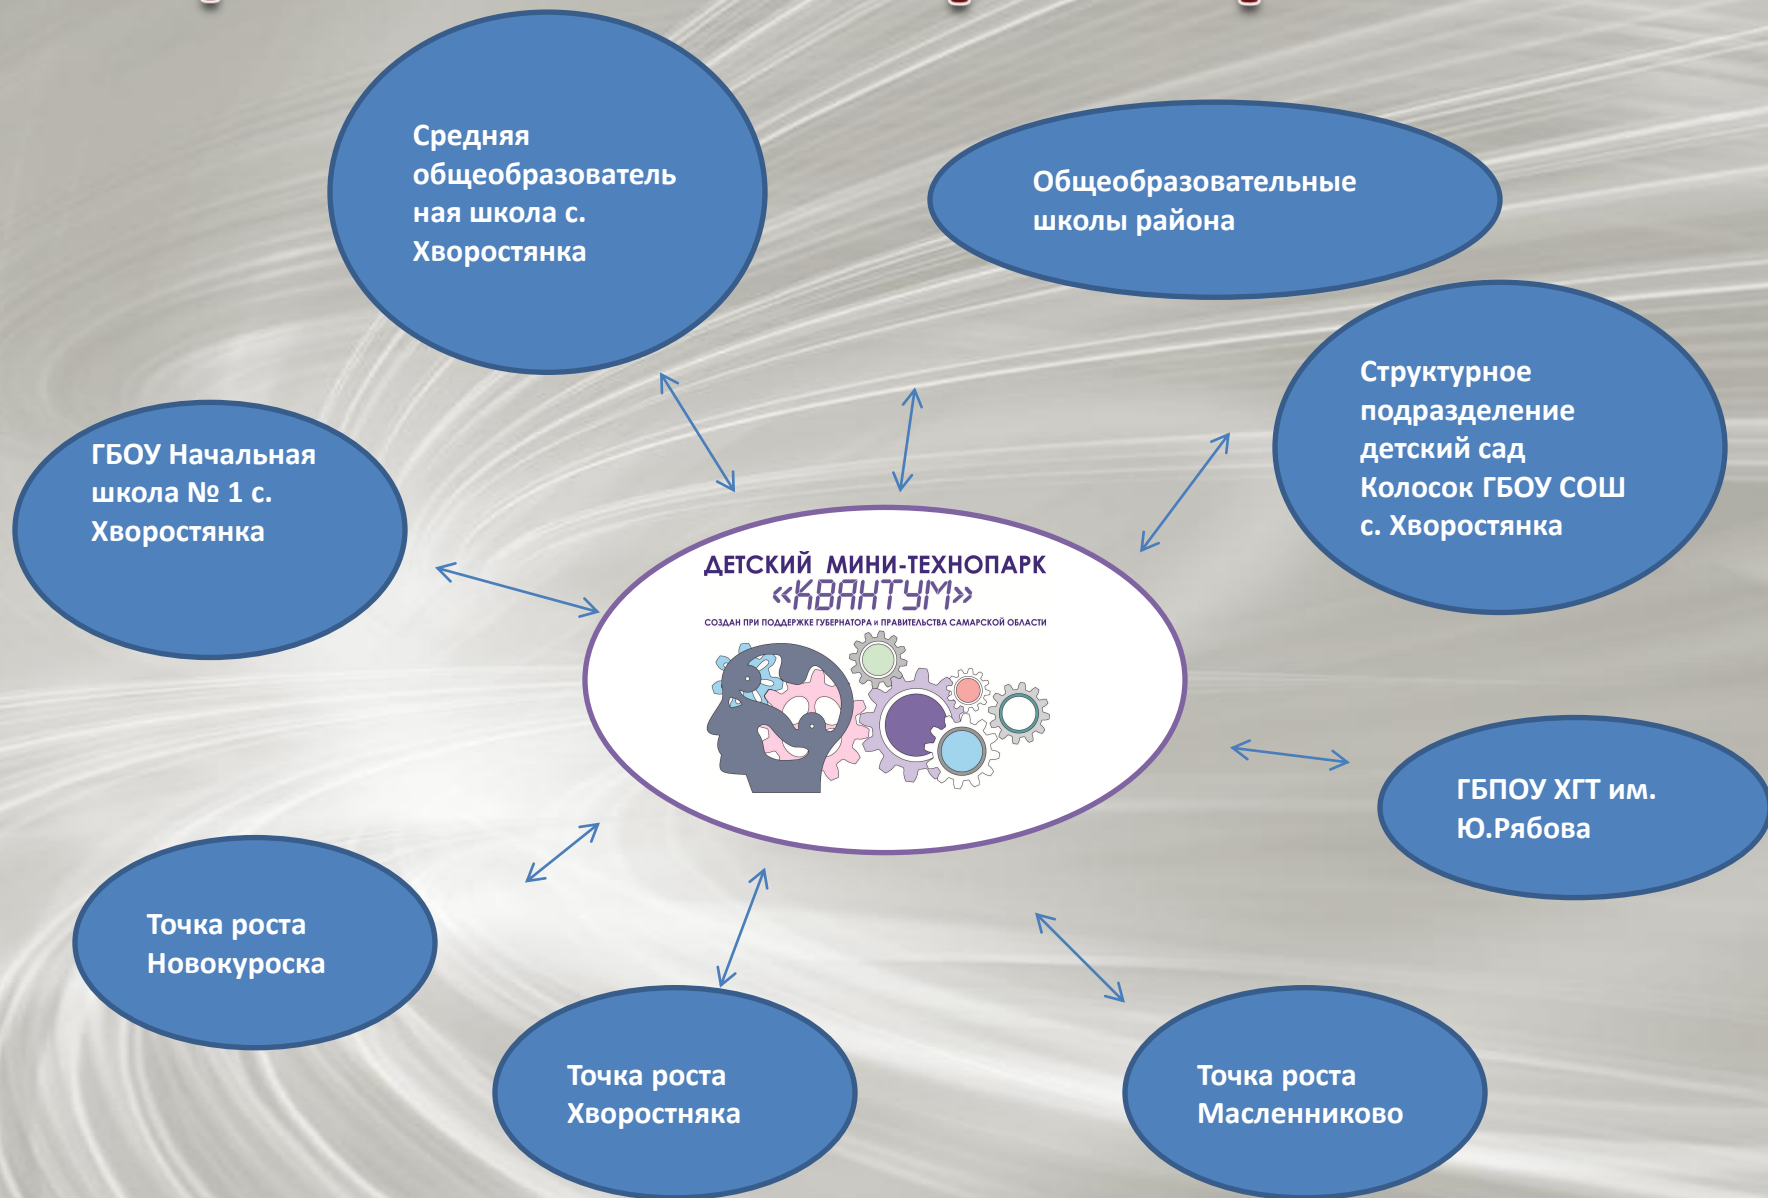 Средняя
общеобразователь
ная школа с.
Хворостянка
Общеобразовательные
школы района
Структурное
подразделение
детский сад
Колосок ГБОУ СОШ
с. Хворостянка
ГБОУ Начальная
школа № 1 с.
Хворостянка
ДЕТСКИЙ МИНИ-ТЕХНОПАРК
«КВАНТУМ»
СОЗДАН ПРИ ПОДДЕРЖКЕ ГУБЕРНАТОРА и ПРАВИТЕЛЬСТВА САМАРСКОЙ ОБЛАСТИ
ГБПОУ ХГТ им.
Ю.Рябова
Точка роста
Новокуроска
Точка роста
Хворостняка
Точка роста
Масленниково